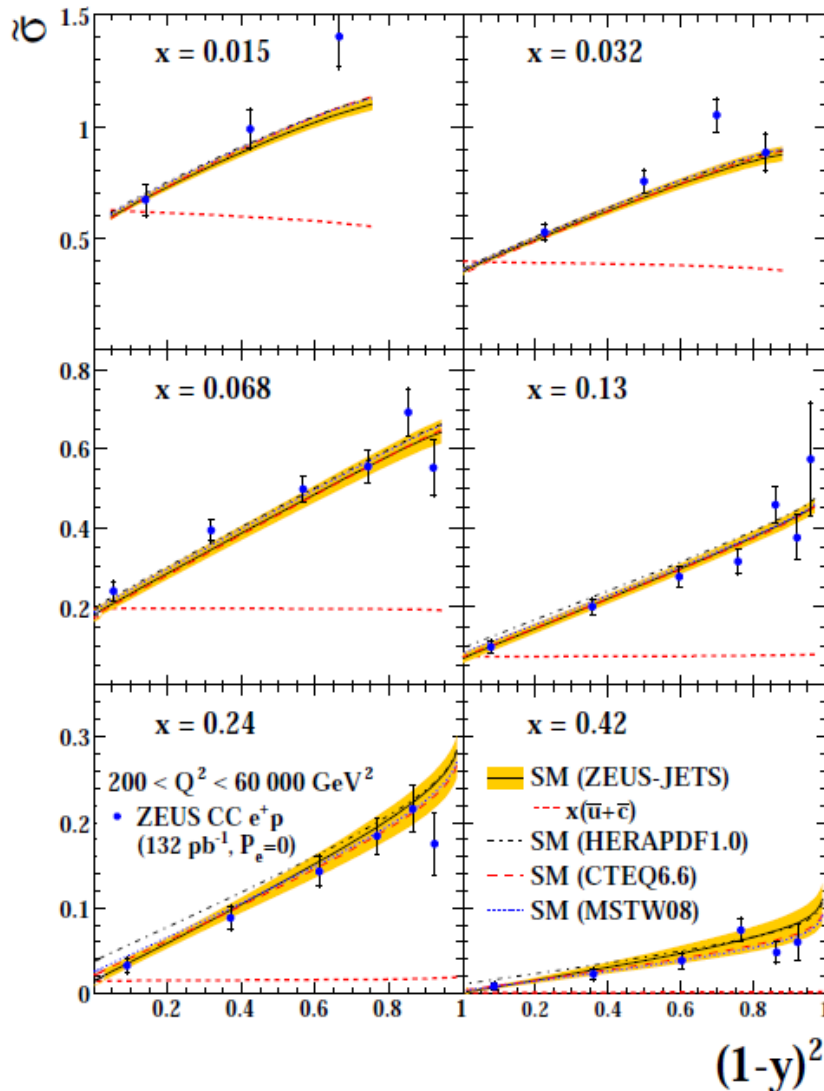 σ̃
1.5
1
0.5
x = 0.015
x = 0.032
0.8
0.6
0.4
0.2
x = 0.068
x = 0.13
0.3
0.2
0.1
0
x = 0.24
200 < Q² < 60 000 GeV²
ZEUS CC e⁺p
(132 pb⁻¹, Pₑ=0)
x = 0.42
SM (ZEUS-JETS)
x(u̅+c̅)
SM (HERAPDF1.0)
SM (CTEQ6.6)
SM (MSTW08)
0.2 0.4 0.6 0.8 1
0.2 0.4 0.6 0.8 1
(1-y)²